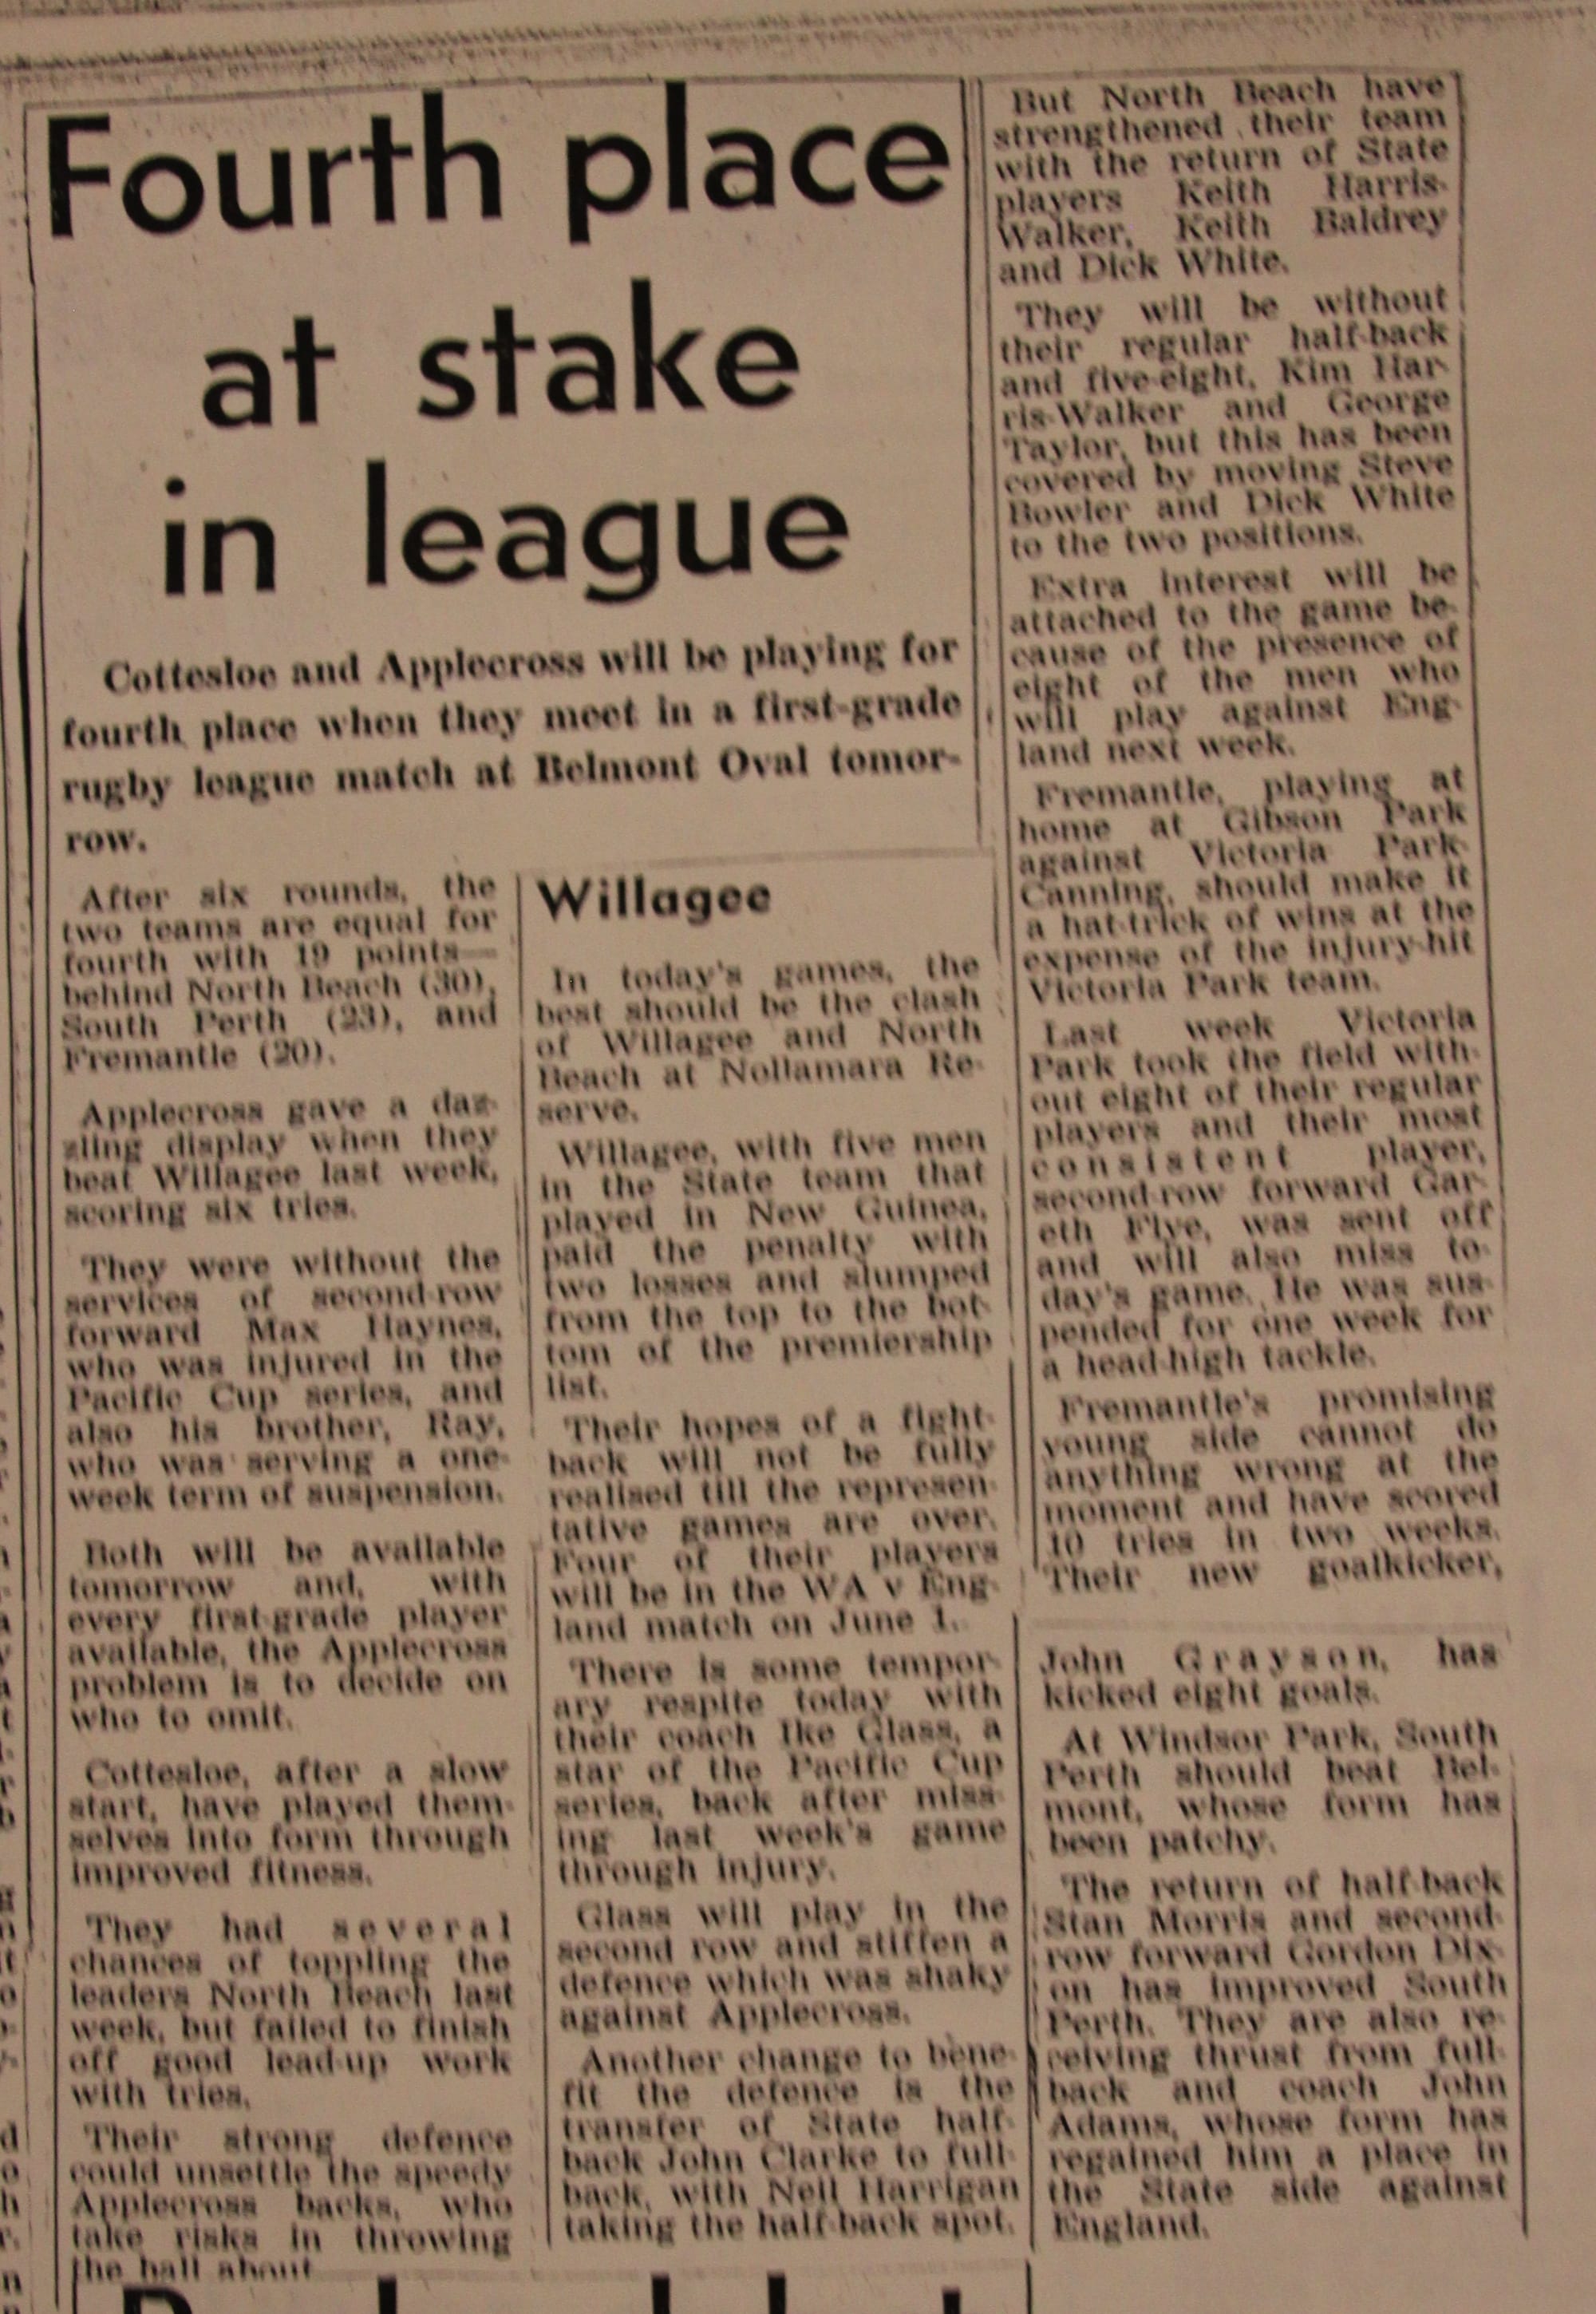 Fourth place
at stake
in league
Cottesloe and Applecross will be playing for
fourth place when they meet in a first-grade
rugby league match at Belmont Oval tomor-
row.
After six rounds, the
two teams are equal for
fourth with 19 points—
behind North Beach (30),
South Perth (23), and
Fremantle (20).
Applecross gave a daz-
zling display when they
beat Willagee last week,
scoring six tries.
They were without the
services of second-row
forward Max Haynes,
who was injured in the
Pacific Cup series, and
also his brother, Ray,
who was serving a one-
week term of suspension.
Both will be available
tomorrow and, with
every first-grade player
available, the Applecross
problem is to decide on
who to omit.
Cottesloe, after a slow
start, have played them-
selves into form through
improved fitness.
They had several
chances of toppling the
leaders North Beach last
week, but failed to finish
off good lead-up work
with tries.
Their strong defence
could unsettle the speedy
Applecross backs, who
take risks in throwing
the ball about
Willagee
In today's games, the
best should be the clash
of Willagee and North
Beach at Nollamara Re-
serve.
Willagee, with five men
in the State team that
played in New Guinea,
paid the penalty with
two losses and slumped
from the top to the bot-
tom of the premiership
list.
Their hopes of a fight-
back will not be fully
realised till the represen-
tative games are over.
Four of their players
will be in the WA v Eng-
land match on June 1.
There is some tempor-
ary respite today with
their coach Ike Glass, a
star of the Pacific Cup
series, back after miss-
ing last week's game
through injury.
Glass will play in the
second row and stiffen a
defence which was shaky
against Applecross.
Another change to bene-
fit the defence is the
transfer of State half-
back John Clarke to full-
back, with Neil Harrigan
taking the half-back spot.
But North Beach have
strengthened their team
with the return of State
players Keith Harris-
Walker, Keith Baldrey
and Dick White.
They will be without
their regular half-back
and five-eight, Kim Har-
ris-Walker and George
Taylor, but this has been
covered by moving Steve
Bowler and Dick White
to the two positions.
Extra interest will be
attached to the game be-
cause of the presence of
eight of the men who
will play against Eng-
land next week.
Fremantle, playing at
home at Gibson Park
against Victoria Park-
Canning, should make it
a hat-trick of wins at the
expense of the injury-hit
Victoria Park team.
Last week Victoria
Park took the field with-
out eight of their regular
players and their most
consistent player,
second-row forward Gar-
eth Pive, was sent off
and will also miss to-
day's game. He was sus-
pended for one week for
a head-high tackle.
Fremantle's promising
young side cannot do
anything wrong at the
moment and have scored
10 tries in two weeks.
Their new goalkicker,
John Grayson, has
kicked eight goals.
At Windsor Park, South
Perth should beat Bel-
mont, whose form has
been patchy.
The return of half-back
Stan Morris and second-
row forward Gordon Dix-
on has improved South
Perth. They are also re-
ceiving thrust from full-
back and coach John
Adams, whose form has
regained him a place in
the State side against
England.